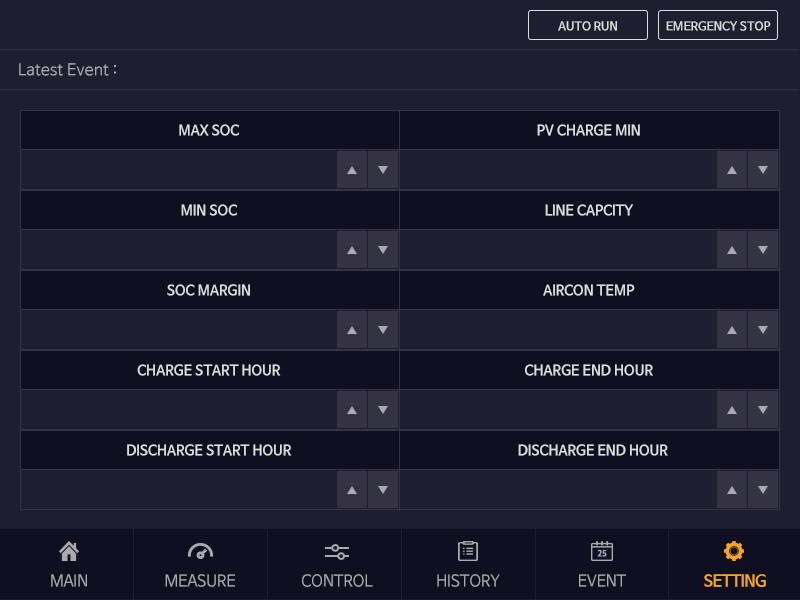 AUTO RUN EMERGENCY STOP
Latest Event :
MAX SOC PV CHARGE MIN
MIN SOC LINE CAPCITY
SOC MARGIN AIRCON TEMP
CHARGE START HOUR CHARGE END HOUR
DISCHARGE START HOUR DISCHARGE END HOUR
25
MAIN MEASURE CONTROL HISTORY EVENT SETTING